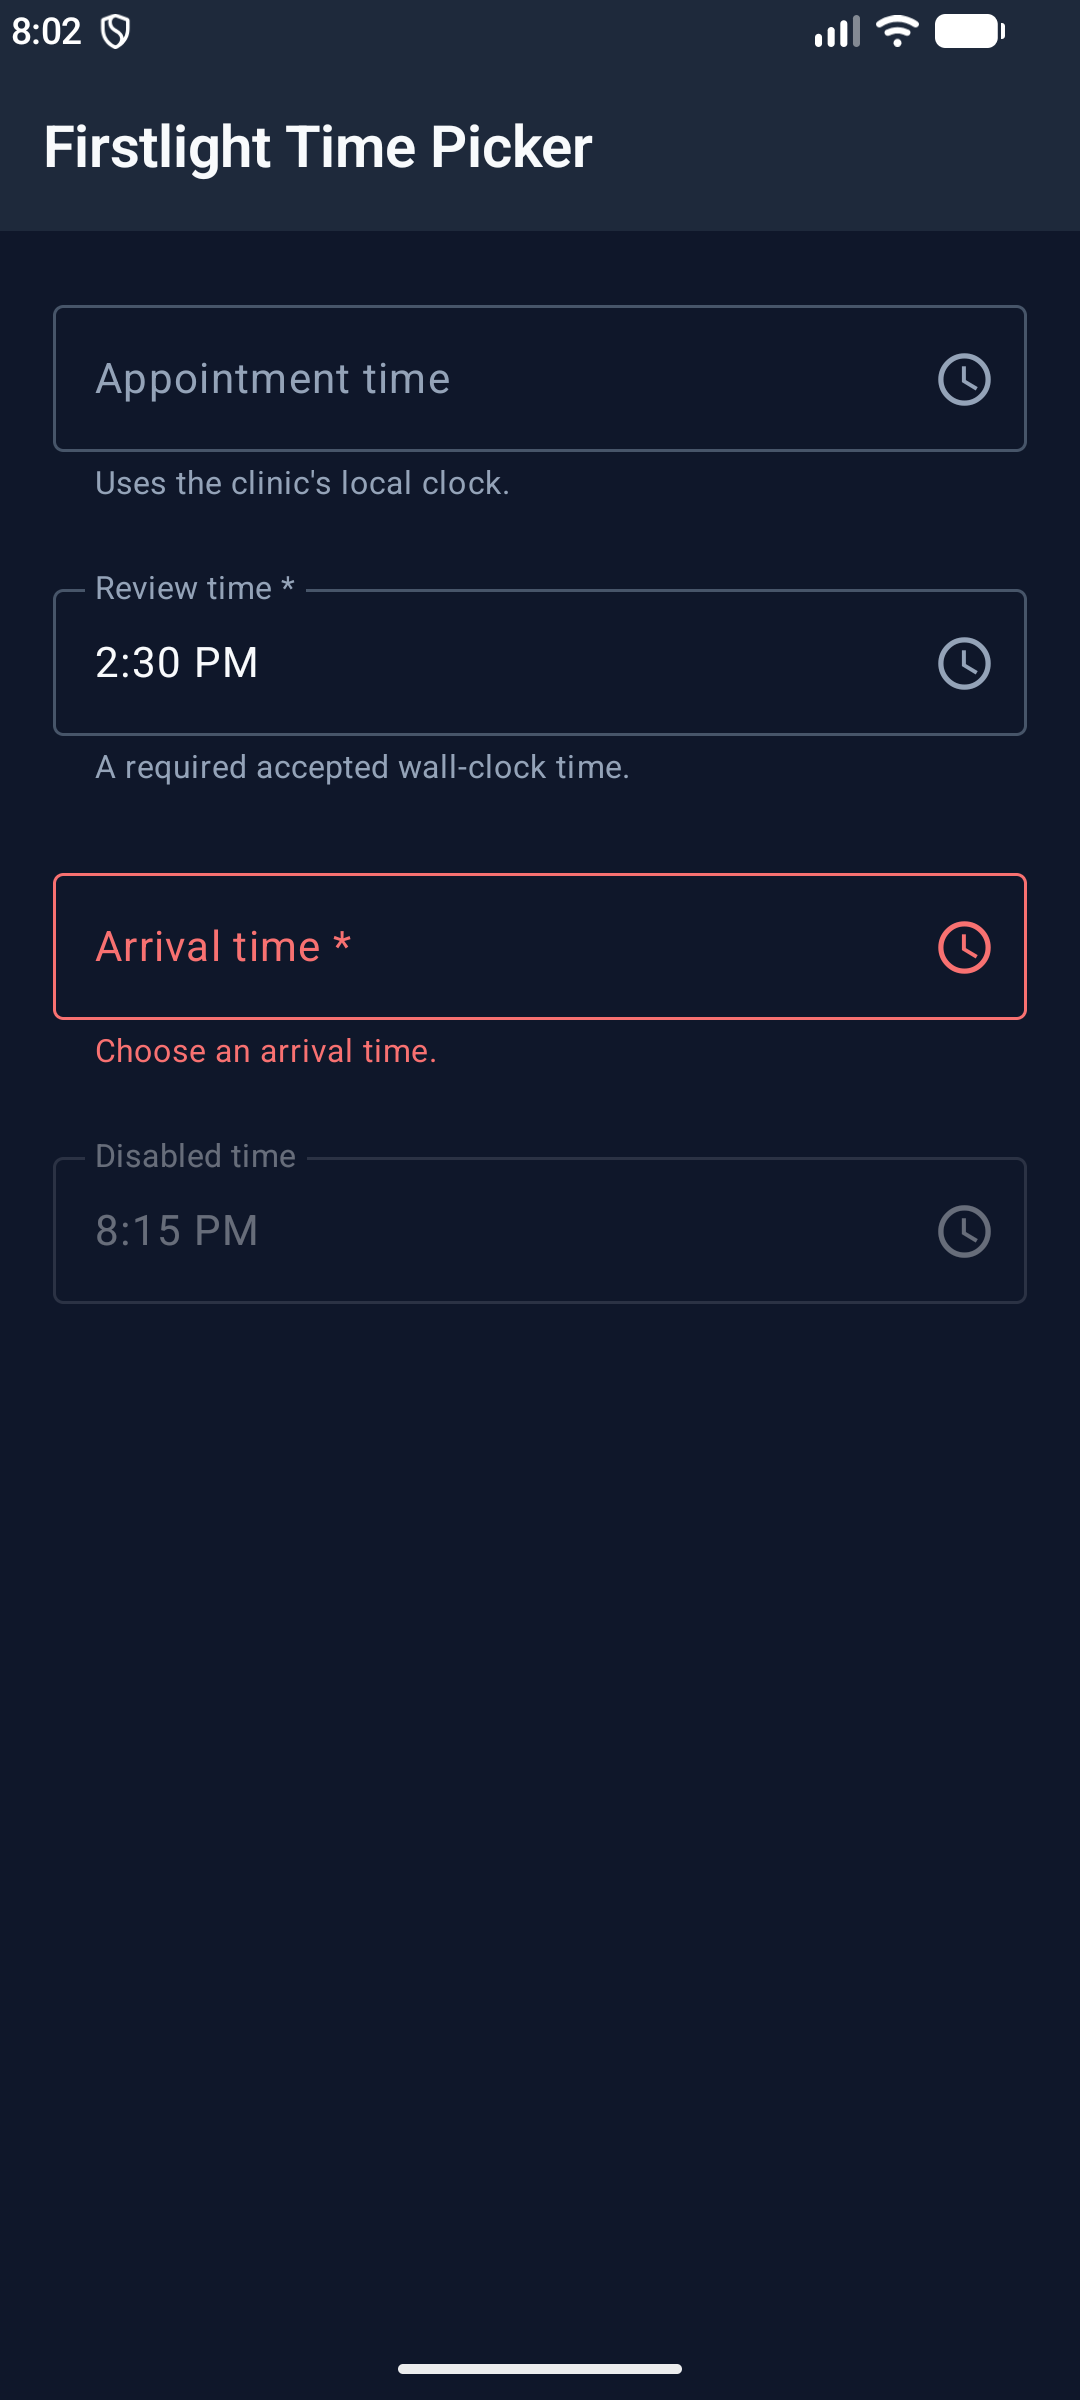 8:02
Firstlight Time Picker
Appointment time
Uses the clinic's local clock.
Review time *
2:30 PM
A required accepted wall-clock time.
Arrival time *
Choose an arrival time.
Disabled time
8:15 PM